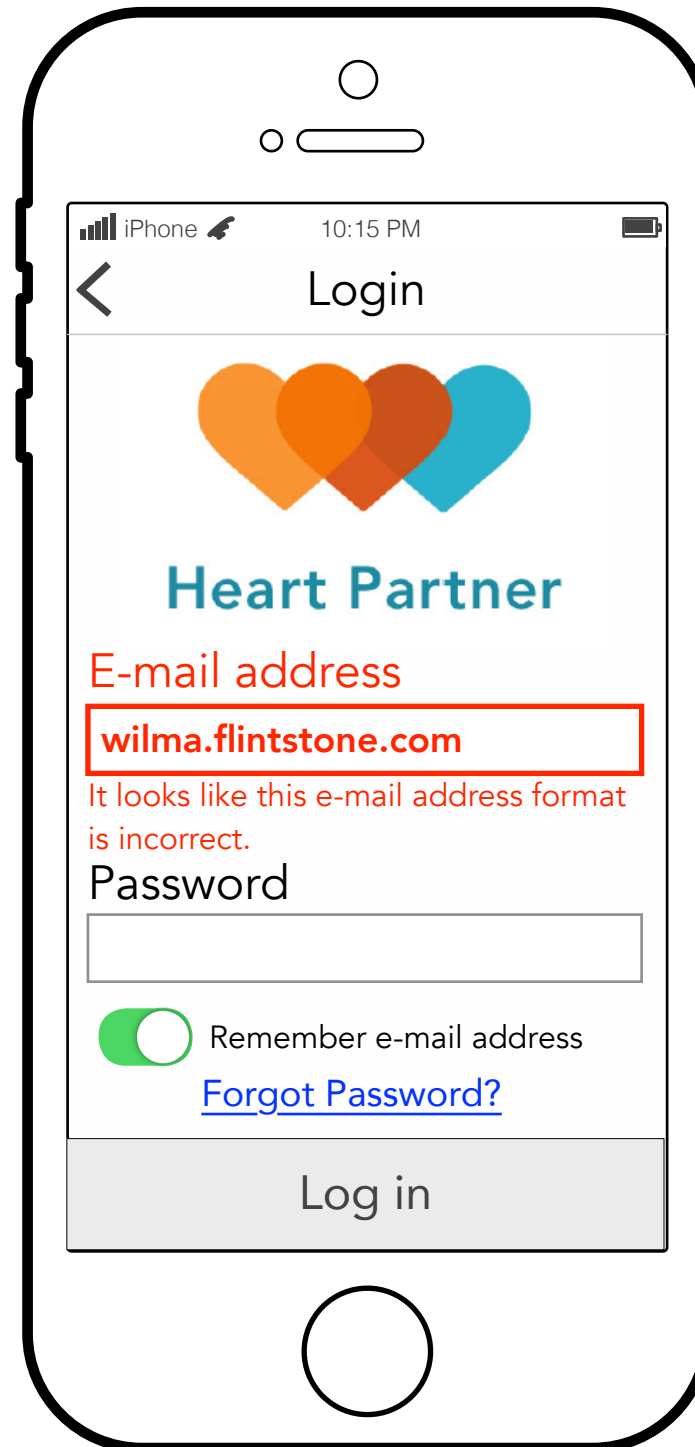 iPhone 10:15 PM
Login
Heart Partner
E-mail address
wilma.flintstone.com
It looks like this e-mail address format
is incorrect.
Password
Remember e-mail address
Forgot Password?
Log in